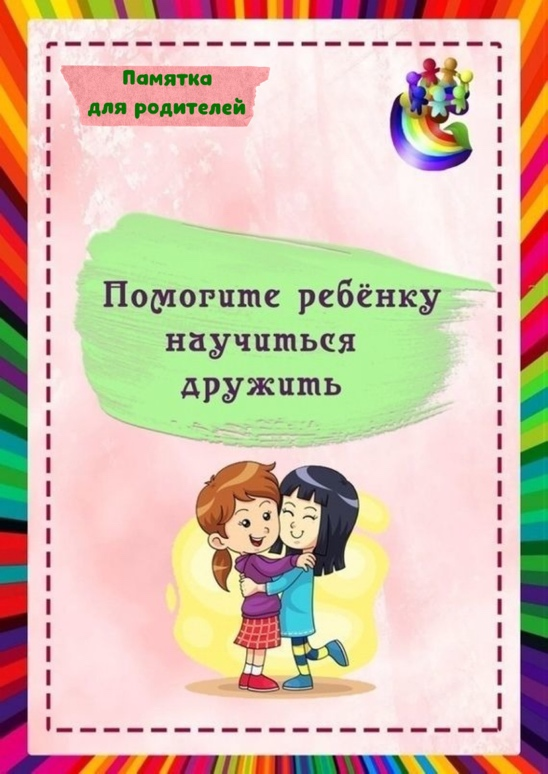 Памятка
для родителей
Помогите ребёнку
научиться
дружить